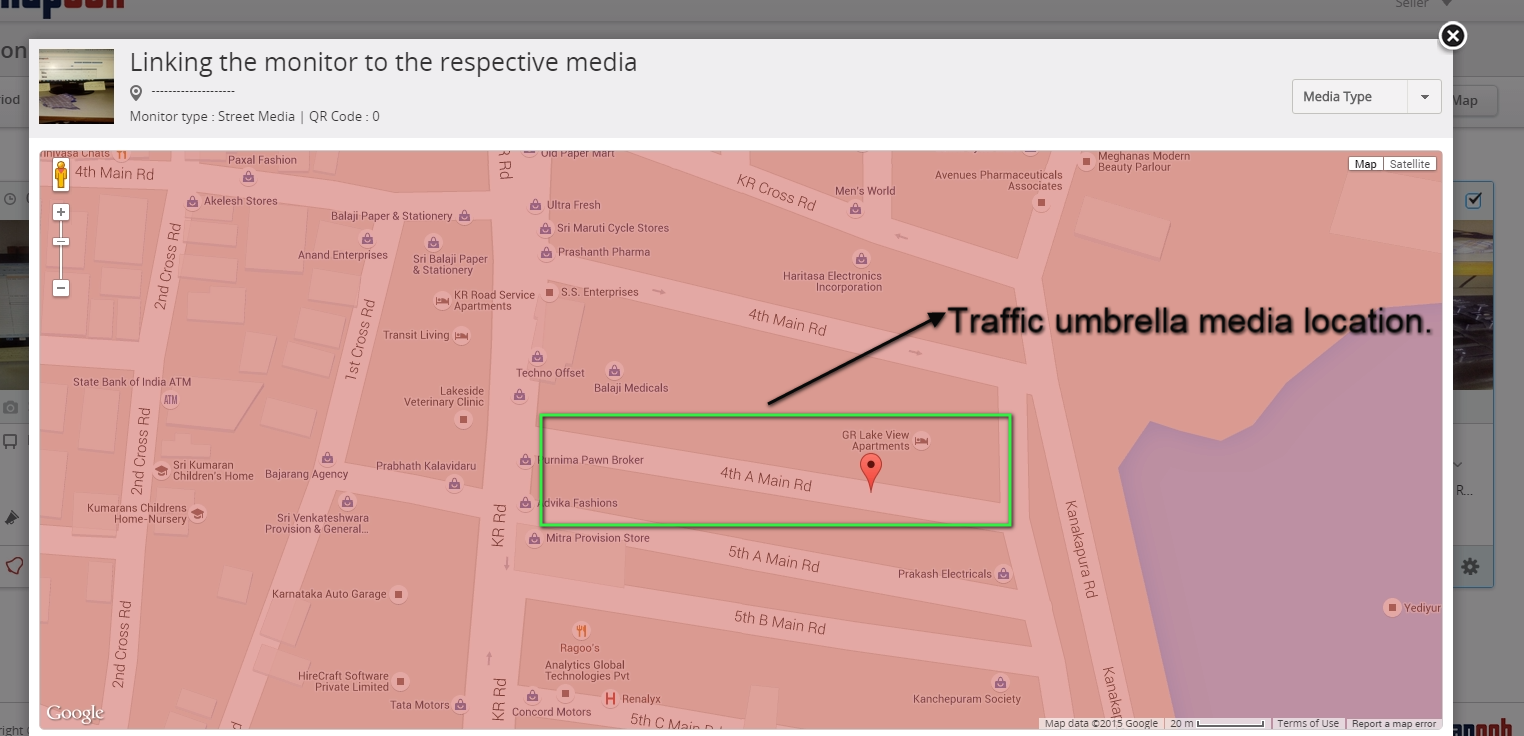 Seller
Linking the monitor to the respective media
--------------------
Monitor type : Street Media | QR Code : 0
Media Type
Map
Old Paper Mart
Meghanas Modern
Beauty Parlour
Map
Satellite
4th Main Rd
Paxal Fashion
Avenues Pharmaceuticals
Associates
KR Cross Rd
Men's World
Akelesh Stores
Balaji Paper & Stationery
Ultra Fresh
Sri Maruti Cycle Stores
Prashanth Pharma
Anand Enterprises
Sri Balaji Paper
& Stationery
2nd Cross Rd
Haritasa Electronics
Incorporation
KR Road Service
Apartments
S.S. Enterprises
4th Main Rd
Traffic umbrella media location.
1st Cross Rd
Transit Living
Techno Offset
Balaji Medicals
State Bank of India ATM
ATM
Lakeside
Veterinary Clinic
GR Lake View
Apartments
2nd Cross Rd
Sri Kumaran
Children's Home
Bajarang Agency
Prabhath Kalavidaru
Purnima Pawn Broker
4th A Main Rd
R...
Kumarans Childrens
Home-Nursery
Sri Venkateshwara
Provision & General...
Advika Fashions
KR Rd
Mitra Provision Store
Kanakapura Rd
5th A Main Rd
Prakash Electricals
Karnataka Auto Garage
Yediyur
5th B Main Rd
2nd Cross Rd
Ragoo's
Analytics Global
Technologies Pvt
HireCraft Software
Private Limited
Renalyx
Kanchepuram Society
Tata Motors
KR Rd
Concord Motors
5th C Main Rd
Google
Map data ©2015 Google
20 m
Terms of Use
Report a map error